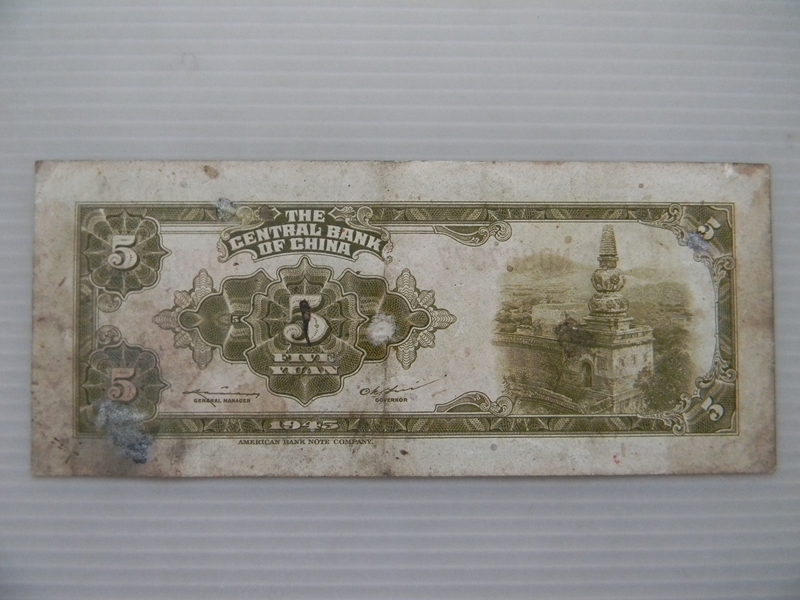 THE
CENTRAL BANK
OF CHINA
5
5
5
5
5
5
FIVE
YUAN
GENERAL MANAGER
GOVERNOR
1945
AMERICAN BANK NOTE COMPANY.